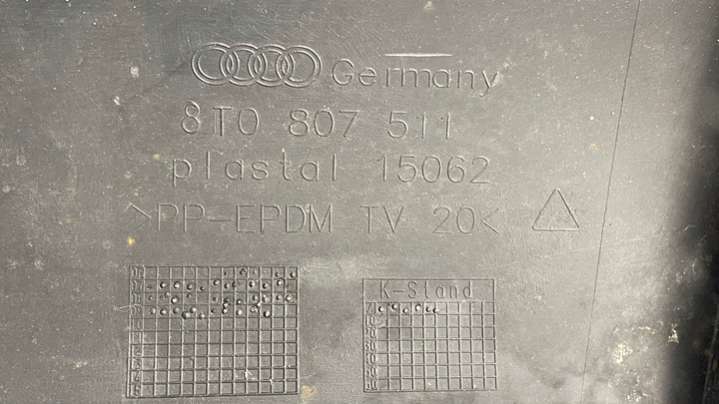 Germany
8T0 807 511
plastal 15062
>PP-EPDM TV 20<
K-Stand